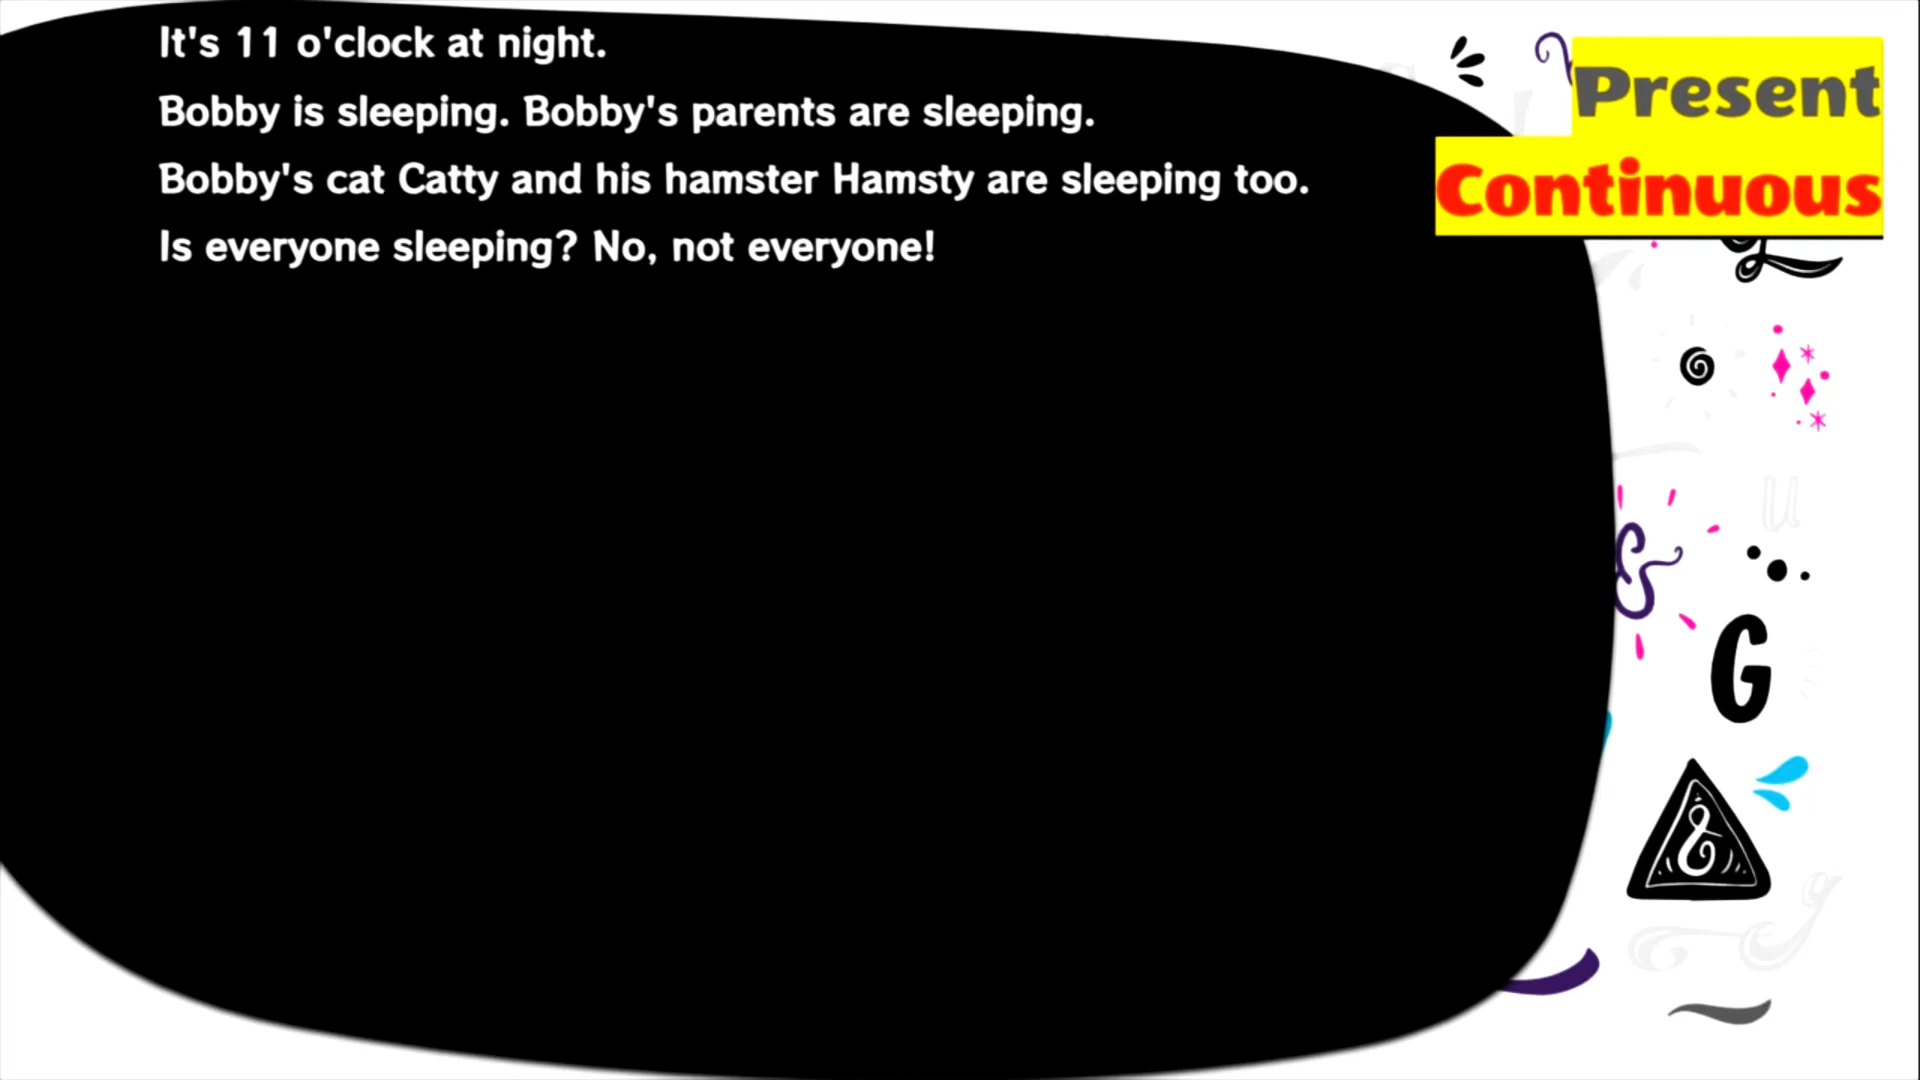 It's 11 o'clock at night.
Bobby is sleeping. Bobby's parents are sleeping.
Bobby's cat Catty and his hamster Hamsty are sleeping too.
Is everyone sleeping? No, not everyone!
Present
Continuous
&
G
&